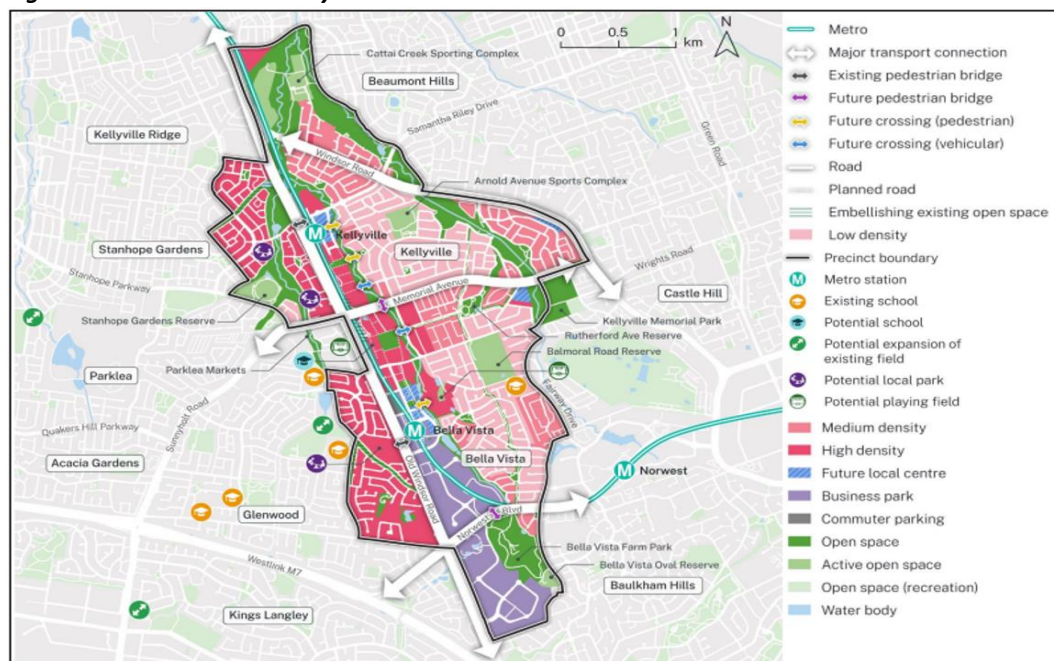 N
0 0.5 1
km
Cattai Creek Sporting Complex
Beaumont Hills
Samantha Riley Drive
Green Road
Kellyville Ridge
Windsor Road
Arnold Avenue Sports Complex
M Kellyville
Stanhope Gardens
Kellyville
Wrights Road
Stanhope Parkway
Memorial Avenue
Castle Hill
Stanhope Gardens Reserve
Kellyville Memorial Park
Rutherford Ave Reserve
Parklea Markets
Balmoral Road Reserve
Parklea
Fairway Drive
Sunnyholt Road
Quakers Hill Parkway
M Bella Vista
Acacia Gardens
Bella Vista
M Norwest
Old Windsor Road
Glenwood
Norwest Blvd
Westlink M7
Bella Vista Farm Park
Bella Vista Oval Reserve
Baulkham Hills
Kings Langley
Metro
Major transport connection
Existing pedestrian bridge
Future pedestrian bridge
Future crossing (pedestrian)
Future crossing (vehicular)
Road
Planned road
Embellishing existing open space
Low density
Precinct boundary
M Metro station
Existing school
Potential school
Potential expansion of
existing field
Potential local park
Potential playing field
Medium density
High density
Future local centre
Business park
Commuter parking
Open space
Active open space
Open space (recreation)
Water body